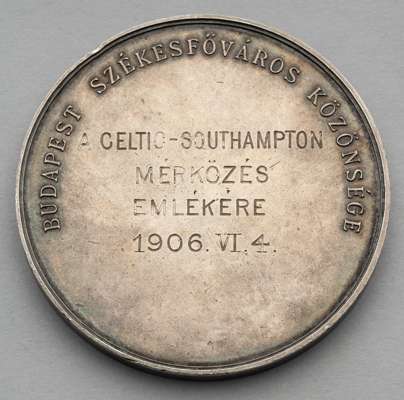 BUDAPEST SZÉKESFŐVÁROS KÖZÖNSÉGE
A CELTIC-SOUTHAMPTON
MÉRKŐZÉS
EMLÉKÉRE
1906.VI.4.